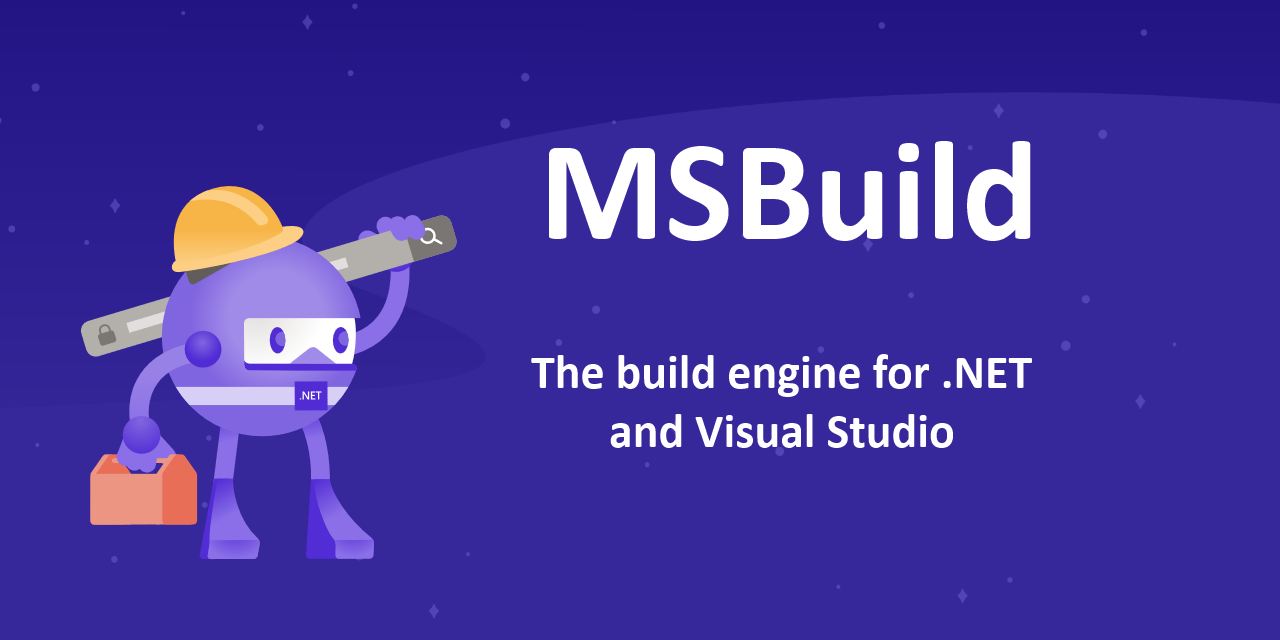 MSBuild
The build engine for .NET
and Visual Studio
.NET